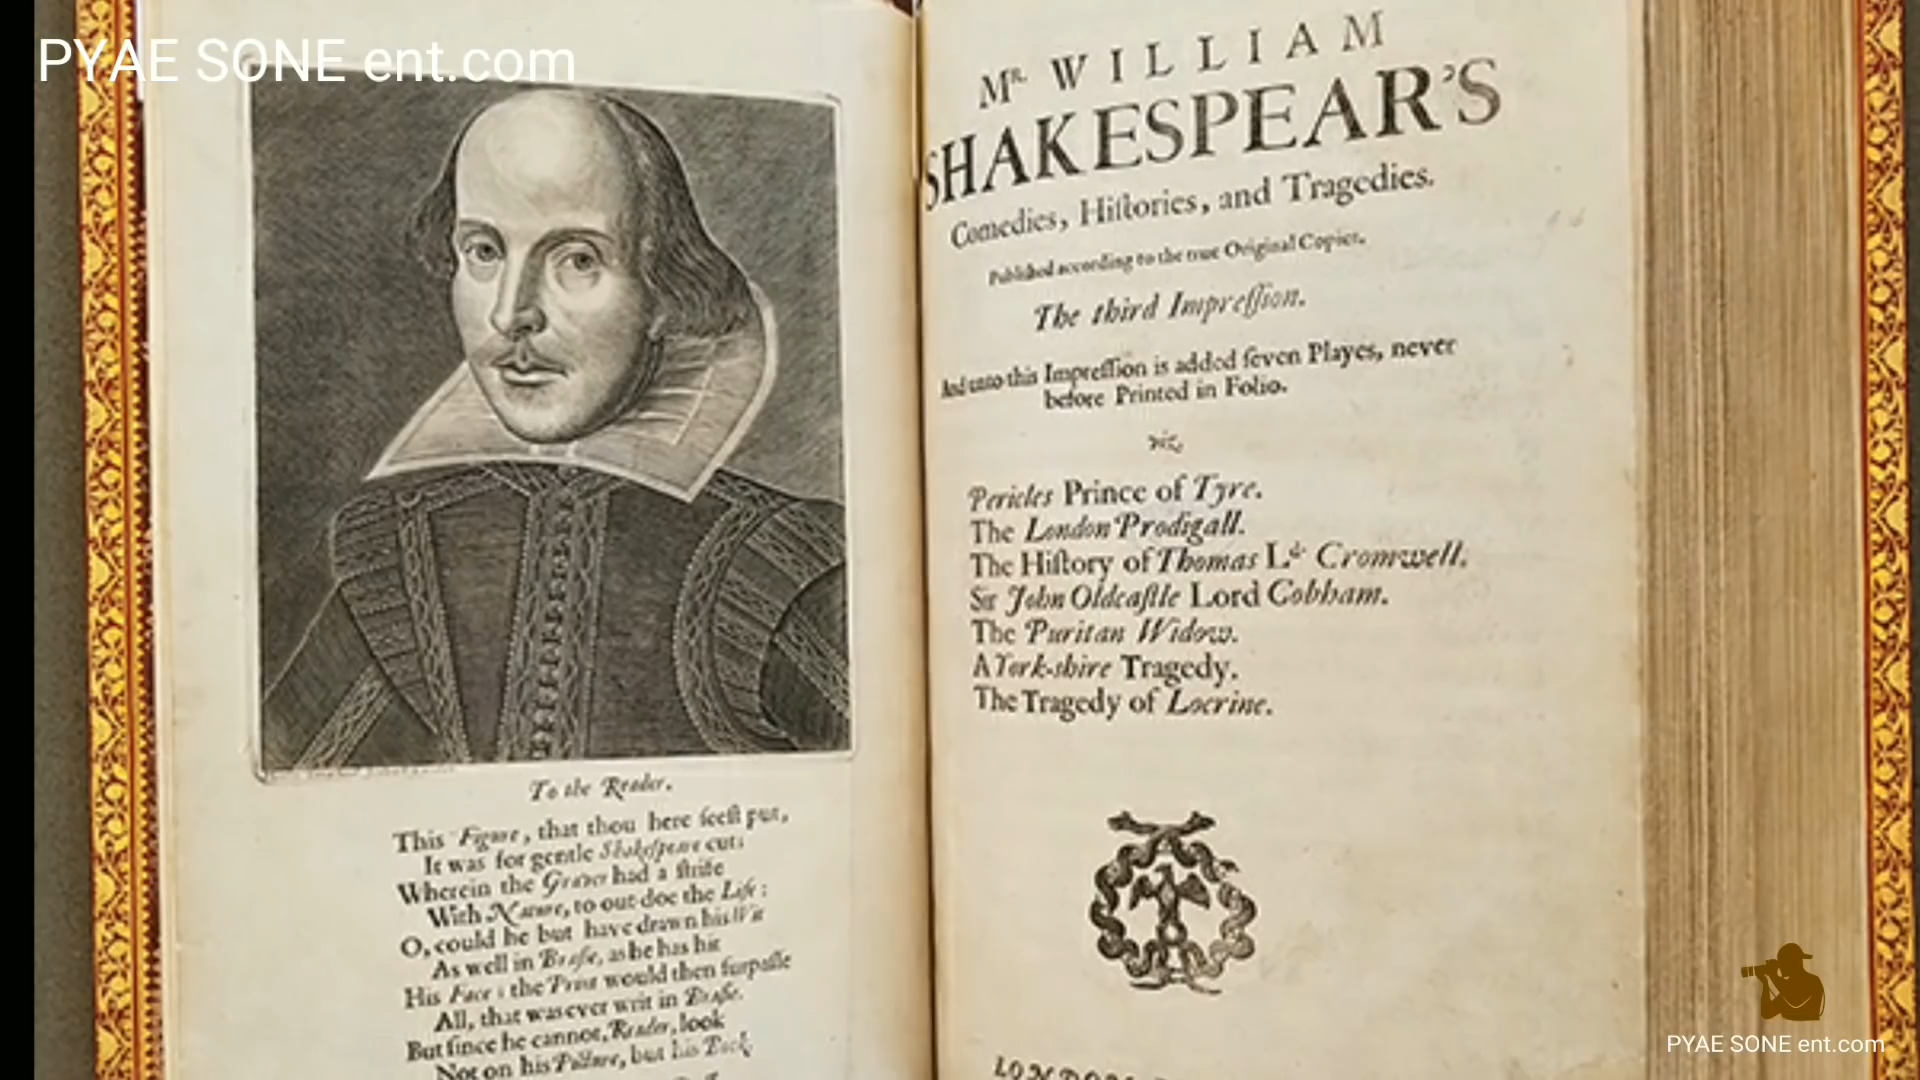 PYAE SONE ent.com
To the Reader.
This Figure, that thou here ſeeſt put,
It was for gentle Shakeſpeare cut:
Wherein the Graver had a ſtrife
With Nature, to out-doe the Life:
O, could he but have drawn his Wit
As well in Braſſe, as he has hit
His Face; the Print would then ſurpaſſe
All, that was ever writ in Braſſe.
But ſince he cannot, Reader, look
Not on his Picture, but his Book.
Mr. WILLIAM
SHAKESPEAR'S
Comedies, Hiſtories, and Tragedies.
Publiſhed according to the true Original Copies.
The third Impreſſion.
And unto this Impreſſion is added ſeven Playes, never
before Printed in Folio.
viz.
Pericles Prince of Tyre.
The London Prodigall.
The Hiſtory of Thomas Ld. Cromwell.
Sir John Oldcaſtle Lord Cobham.
The Puritan Widow.
A York-shire Tragedy.
The Tragedy of Locrine.
PYAE SONE ent.com